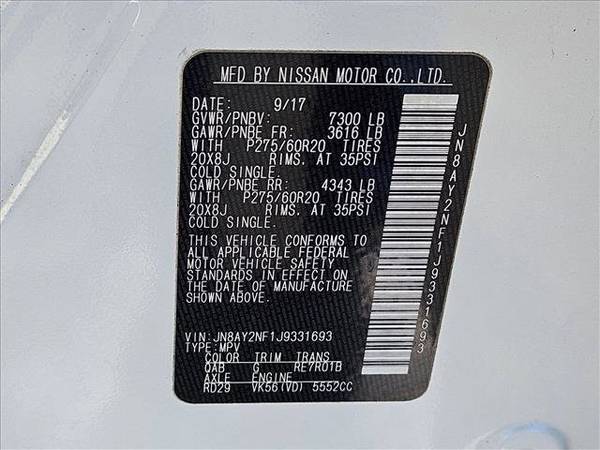 MFD BY NISSAN MOTOR CO.,LTD.
DATE: 9/17
GVWR/PNBV: 7300 LB
GAWR/PNBE FR: 3616 LB
WITH P275/60R20 TIRES
20X8J RIMS. AT 35PSI
COLD SINGLE.
GAWR/PNBE RR: 4343 LB
WITH P275/60R20 TIRES
20X8J RIMS. AT 35PSI
COLD SINGLE.
THIS VEHICLE CONFORMS TO
ALL APPLICABLE FEDERAL
MOTOR VEHICLE SAFETY
STANDARDS IN EFFECT ON
THE DATE OF MANUFACTURE
SHOWN ABOVE.
VIN:JN8AY2NF1J9331693
TYPE:MPV
COLOR TRIM TRANS
QAB G RE7R01B
AXLE ENGINE
RD29 VK56(VD) 5552CC
JN8AY2NF1J9331693